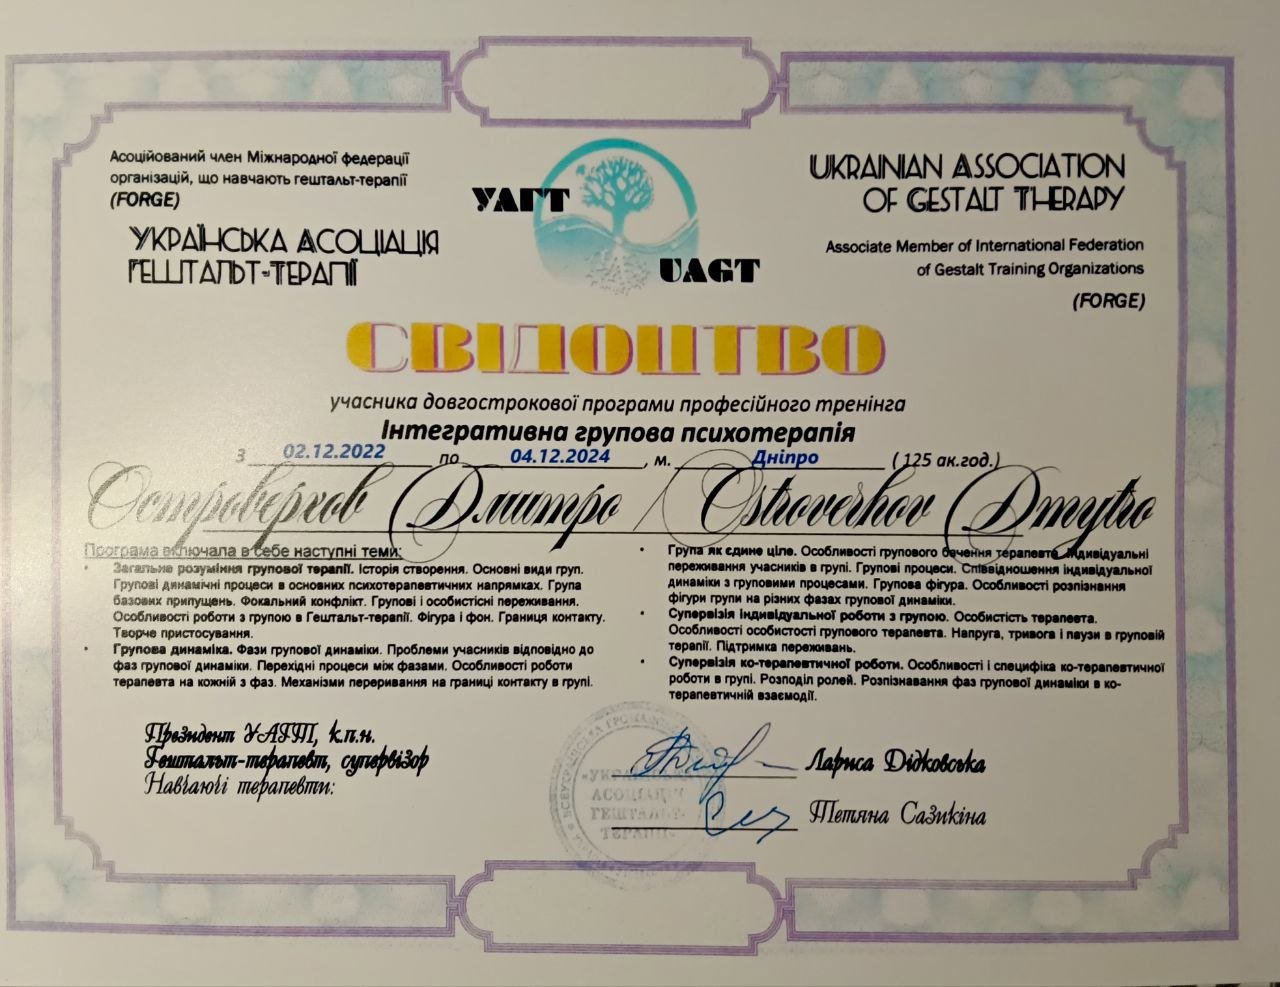 Асоційований член Міжнародної федерації
організацій, що навчають гештальт-терапії
(FORGE)
УКРАЇНСЬКА АСОЦІАЦІЯ
ГЕШТАЛЬТ-ТЕРАПІЇ
УАГТ
UAGT
UKRAINIAN ASSOCIATION
OF GESTALT THERAPY
Associate Member of International Federation
of Gestalt Training Organizations
(FORGE)
СВІДОЦТВО
учасника довгострокової програми професійного тренінга
Інтегративна групова психотерапія
з 02.12.2022 по 04.12.2024, м. Дніпро (125 ак.год.)
Островерхов Дмитро / Ostroverhov Dmytro
Програма включала в себе наступні теми:
• Загальне розуміння групової терапії. Історія створення. Основні види груп.
Групові динамічні процеси в основних психотерапевтичних напрямках. Група
базових припущень. Фокальний конфлікт. Групові і особистісні переживання.
Особливості роботи з групою в Гештальт-терапії. Фігура і фон. Границя контакту.
Творче пристосування.
• Групова динаміка. Фази групової динаміки. Проблеми учасників відповідно до
фаз групової динаміки. Перехідні процеси між фазами. Особливості роботи
терапевта на кожній з фаз. Механізми переривання на границі контакту в групі.
• Група як єдине ціле. Особливості групового бачення терапевта. Індивидуальні
переживання учасників в групі. Групові процеси. Співвідношення індивідуальної
динаміки з груповими процесами. Групова фігура. Особливості розпізнання
фігури групи на різних фазах групової динаміки.
• Супервізія індивідуальної роботи з групою. Особистість терапевта.
Особливості особистості групового терапевта. Напруга, тривога і паузи в груповій
терапії. Підтримка переживань.
• Супервізія ко-терапевтичної роботи. Особливості і специфіка ко-терапевтичної
роботи в групі. Розподіл ролей. Розпізнавання фаз групової динаміки в ко-
терапевтичній взаємодії.
Президент УАГТ, к.п.н.
Гештальт-терапевт, супервізор
Навчаючі терапевти:
Лариса Дідковська
Тетяна Сазикіна
«УКРАЇНСЬКА
АСОЦІАЦІЯ
ГЕШТАЛЬТ-
ТЕРАПІЇ»